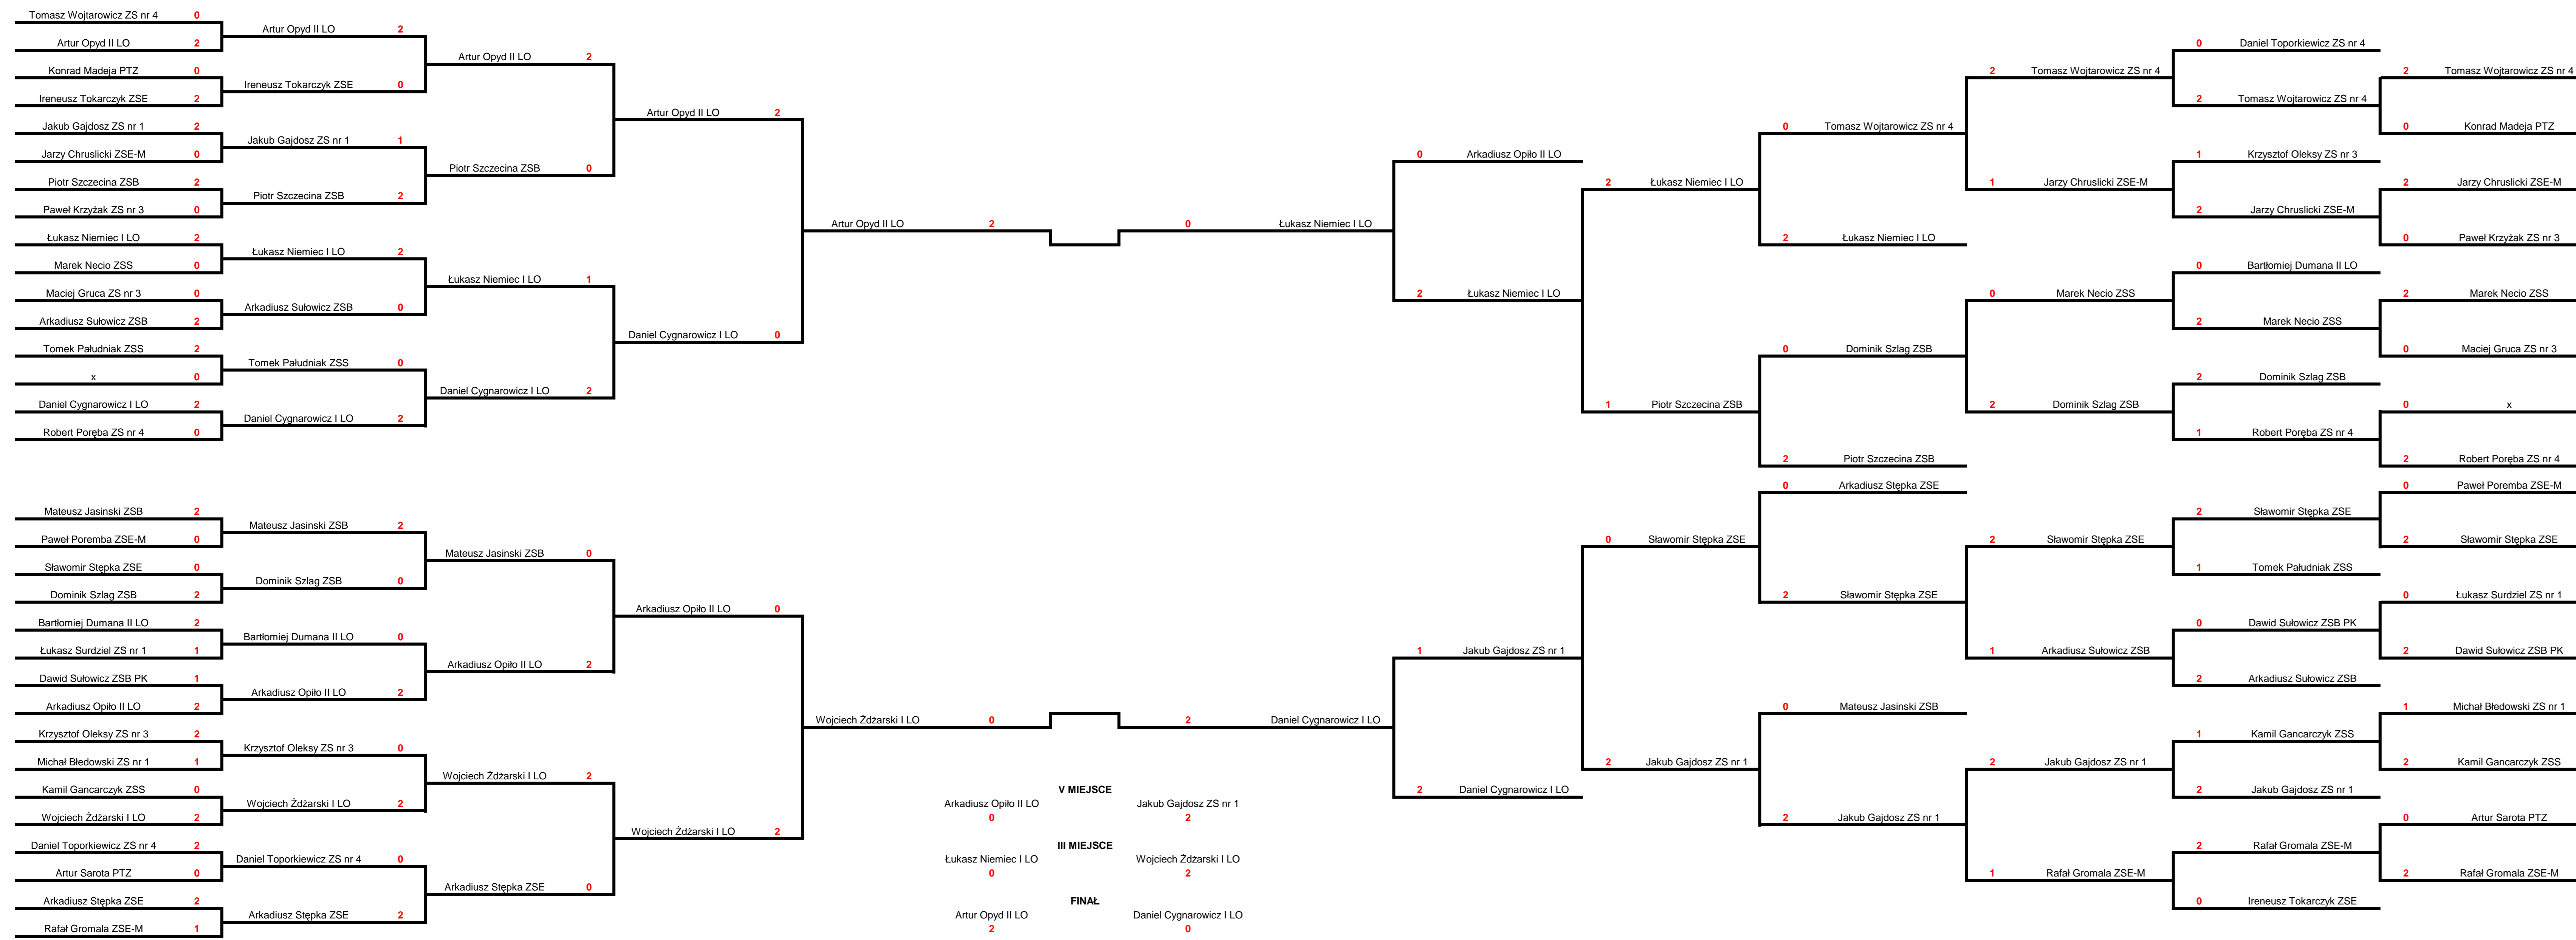 Tomasz Wojtarowicz ZS nr 4 0
Artur Opyd II LO 2
Konrad Madeja PTZ 0
Ireneusz Tokarczyk ZSE 2
Jakub Gajdosz ZS nr 1 2
Jarzy Chruslicki ZSE-M 0
Piotr Szczecina ZSB 2
Paweł Krzyżak ZS nr 3 0
Łukasz Niemiec I LO 2
Marek Necio ZSS 0
Maciej Gruca ZS nr 3 0
Arkadiusz Sułowicz ZSB 2
Tomek Pałudniak ZSS 2
x 0
Daniel Cygnarowicz I LO 2
Robert Poręba ZS nr 4 0
Mateusz Jasinski ZSB 2
Paweł Poremba ZSE-M 0
Sławomir Stępka ZSE 0
Dominik Szlag ZSB 2
Bartłomiej Dumana II LO 2
Łukasz Surdziel ZS nr 1 1
Dawid Sułowicz ZSB PK 1
Arkadiusz Opiło II LO 2
Krzysztof Oleksy ZS nr 3 2
Michał Błedowski ZS nr 1 1
Kamil Gancarczyk ZSS 0
Wojciech Żdżarski I LO 2
Daniel Toporkiewicz ZS nr 4 2
Artur Sarota PTZ 0
Arkadiusz Stępka ZSE 2
Rafał Gromala ZSE-M 1
Artur Opyd II LO 2
Ireneusz Tokarczyk ZSE 0
Jakub Gajdosz ZS nr 1 1
Piotr Szczecina ZSB 2
Łukasz Niemiec I LO 2
Arkadiusz Sułowicz ZSB 0
Tomek Pałudniak ZSS 0
Daniel Cygnarowicz I LO 2
Mateusz Jasinski ZSB 2
Dominik Szlag ZSB 0
Bartłomiej Dumana II LO 0
Arkadiusz Opiło II LO 2
Krzysztof Oleksy ZS nr 3 0
Wojciech Żdżarski I LO 2
Daniel Toporkiewicz ZS nr 4 0
Arkadiusz Stępka ZSE 2
Artur Opyd II LO 2
Piotr Szczecina ZSB 0
Łukasz Niemiec I LO 1
Daniel Cygnarowicz I LO 2
Mateusz Jasinski ZSB 0
Arkadiusz Opiło II LO 2
Wojciech Żdżarski I LO 2
Arkadiusz Stępka ZSE 0
Artur Opyd II LO 2
Daniel Cygnarowicz I LO 0
Arkadiusz Opiło II LO 0
Wojciech Żdżarski I LO 2
Artur Opyd II LO 2
Wojciech Żdżarski I LO 0
V MIEJSCE
Arkadiusz Opiło II LO Jakub Gajdosz ZS nr 1
0 2
III MIEJSCE
Łukasz Niemiec I LO Wojciech Żdżarski I LO
0 2
FINAŁ
Artur Opyd II LO Daniel Cygnarowicz I LO
2 0
0 Łukasz Niemiec I LO
2 Daniel Cygnarowicz I LO
0 Arkadiusz Opiło II LO
2 Łukasz Niemiec I LO
1 Jakub Gajdosz ZS nr 1
2 Daniel Cygnarowicz I LO
2 Łukasz Niemiec I LO
1 Piotr Szczecina ZSB
0 Sławomir Stępka ZSE
2 Jakub Gajdosz ZS nr 1
0 Tomasz Wojtarowicz ZS nr 4
2 Łukasz Niemiec I LO
0 Dominik Szlag ZSB
2 Piotr Szczecina ZSB
0 Arkadiusz Stępka ZSE
2 Sławomir Stępka ZSE
0 Mateusz Jasinski ZSB
2 Jakub Gajdosz ZS nr 1
2 Tomasz Wojtarowicz ZS nr 4
1 Jarzy Chruslicki ZSE-M
0 Marek Necio ZSS
2 Dominik Szlag ZSB
2 Sławomir Stępka ZSE
1 Arkadiusz Sułowicz ZSB
2 Jakub Gajdosz ZS nr 1
1 Rafał Gromala ZSE-M
0 Daniel Toporkiewicz ZS nr 4
2 Tomasz Wojtarowicz ZS nr 4
1 Krzysztof Oleksy ZS nr 3
2 Jarzy Chruslicki ZSE-M
0 Bartłomiej Dumana II LO
2 Marek Necio ZSS
2 Dominik Szlag ZSB
1 Robert Poręba ZS nr 4
2 Sławomir Stępka ZSE
1 Tomek Pałudniak ZSS
0 Dawid Sułowicz ZSB PK
2 Arkadiusz Sułowicz ZSB
1 Kamil Gancarczyk ZSS
2 Jakub Gajdosz ZS nr 1
2 Rafał Gromala ZSE-M
0 Ireneusz Tokarczyk ZSE
2 Tomasz Wojtarowicz ZS nr 4
0 Konrad Madeja PTZ
2 Jarzy Chruslicki ZSE-M
0 Paweł Krzyżak ZS nr 3
2 Marek Necio ZSS
0 Maciej Gruca ZS nr 3
0 x
2 Robert Poręba ZS nr 4
0 Paweł Poremba ZSE-M
2 Sławomir Stępka ZSE
0 Łukasz Surdziel ZS nr 1
2 Dawid Sułowicz ZSB PK
1 Michał Błedowski ZS nr 1
2 Kamil Gancarczyk ZSS
0 Artur Sarota PTZ
2 Rafał Gromala ZSE-M